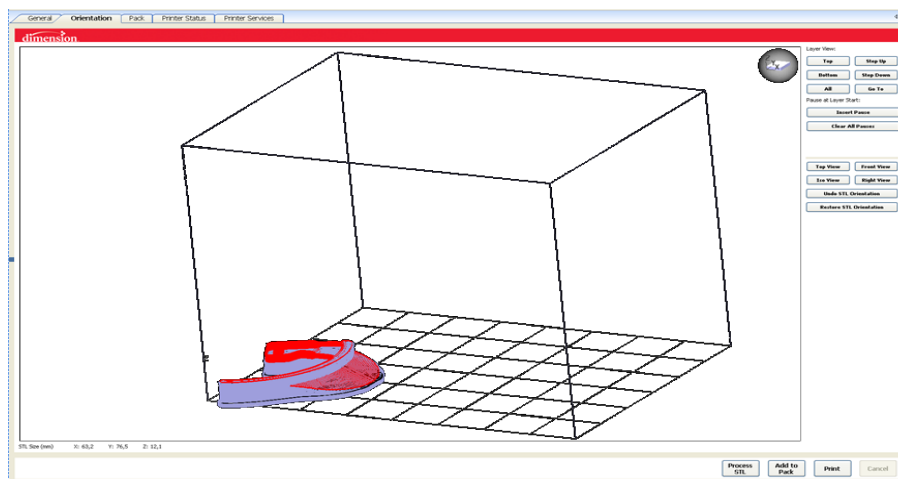 General Orientation Pack Printer Status Printer Services
dimension
Layer View:
Top Step Up
Bottom Step Down
All Go To
Pause at Layer Start:
Insert Pause
Clear All Pauses
Top View Front View
Iso View Right View
Undo STL Orientation
Restore STL Orientation
STL Size (mm) X: 63,2 Y: 76,5 Z: 12,1
Process STL Add to Pack Print Cancel